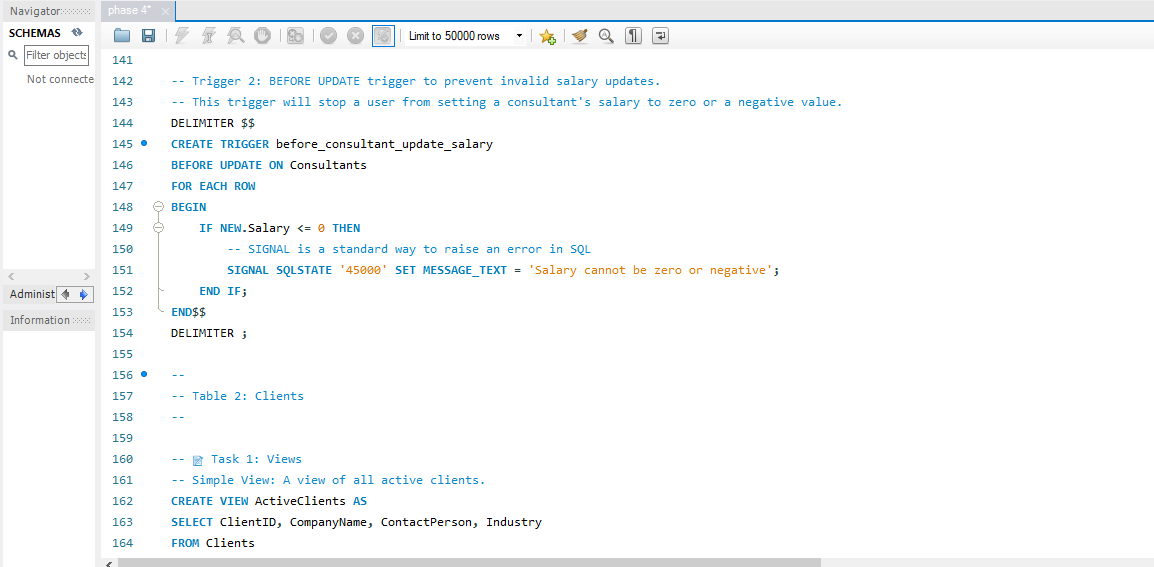 Navigator
SCHEMAS
Filter objects
Not connecte
Administ
Information
phase 4*
Limit to 50000 rows
141
142 -- Trigger 2: BEFORE UPDATE trigger to prevent invalid salary updates.
143 -- This trigger will stop a user from setting a consultant's salary to zero or a negative value.
144 DELIMITER $$
145 CREATE TRIGGER before_consultant_update_salary
146 BEFORE UPDATE ON Consultants
147 FOR EACH ROW
148 BEGIN
149 IF NEW.Salary <= 0 THEN
150 -- SIGNAL is a standard way to raise an error in SQL
151 SIGNAL SQLSTATE '45000' SET MESSAGE_TEXT = 'Salary cannot be zero or negative';
152 END IF;
153 END$$
154 DELIMITER ;
155
156 --
157 -- Table 2: Clients
158 --
159
160 -- 📝 Task 1: Views
161 -- Simple View: A view of all active clients.
162 CREATE VIEW ActiveClients AS
163 SELECT ClientID, CompanyName, ContactPerson, Industry
164 FROM Clients